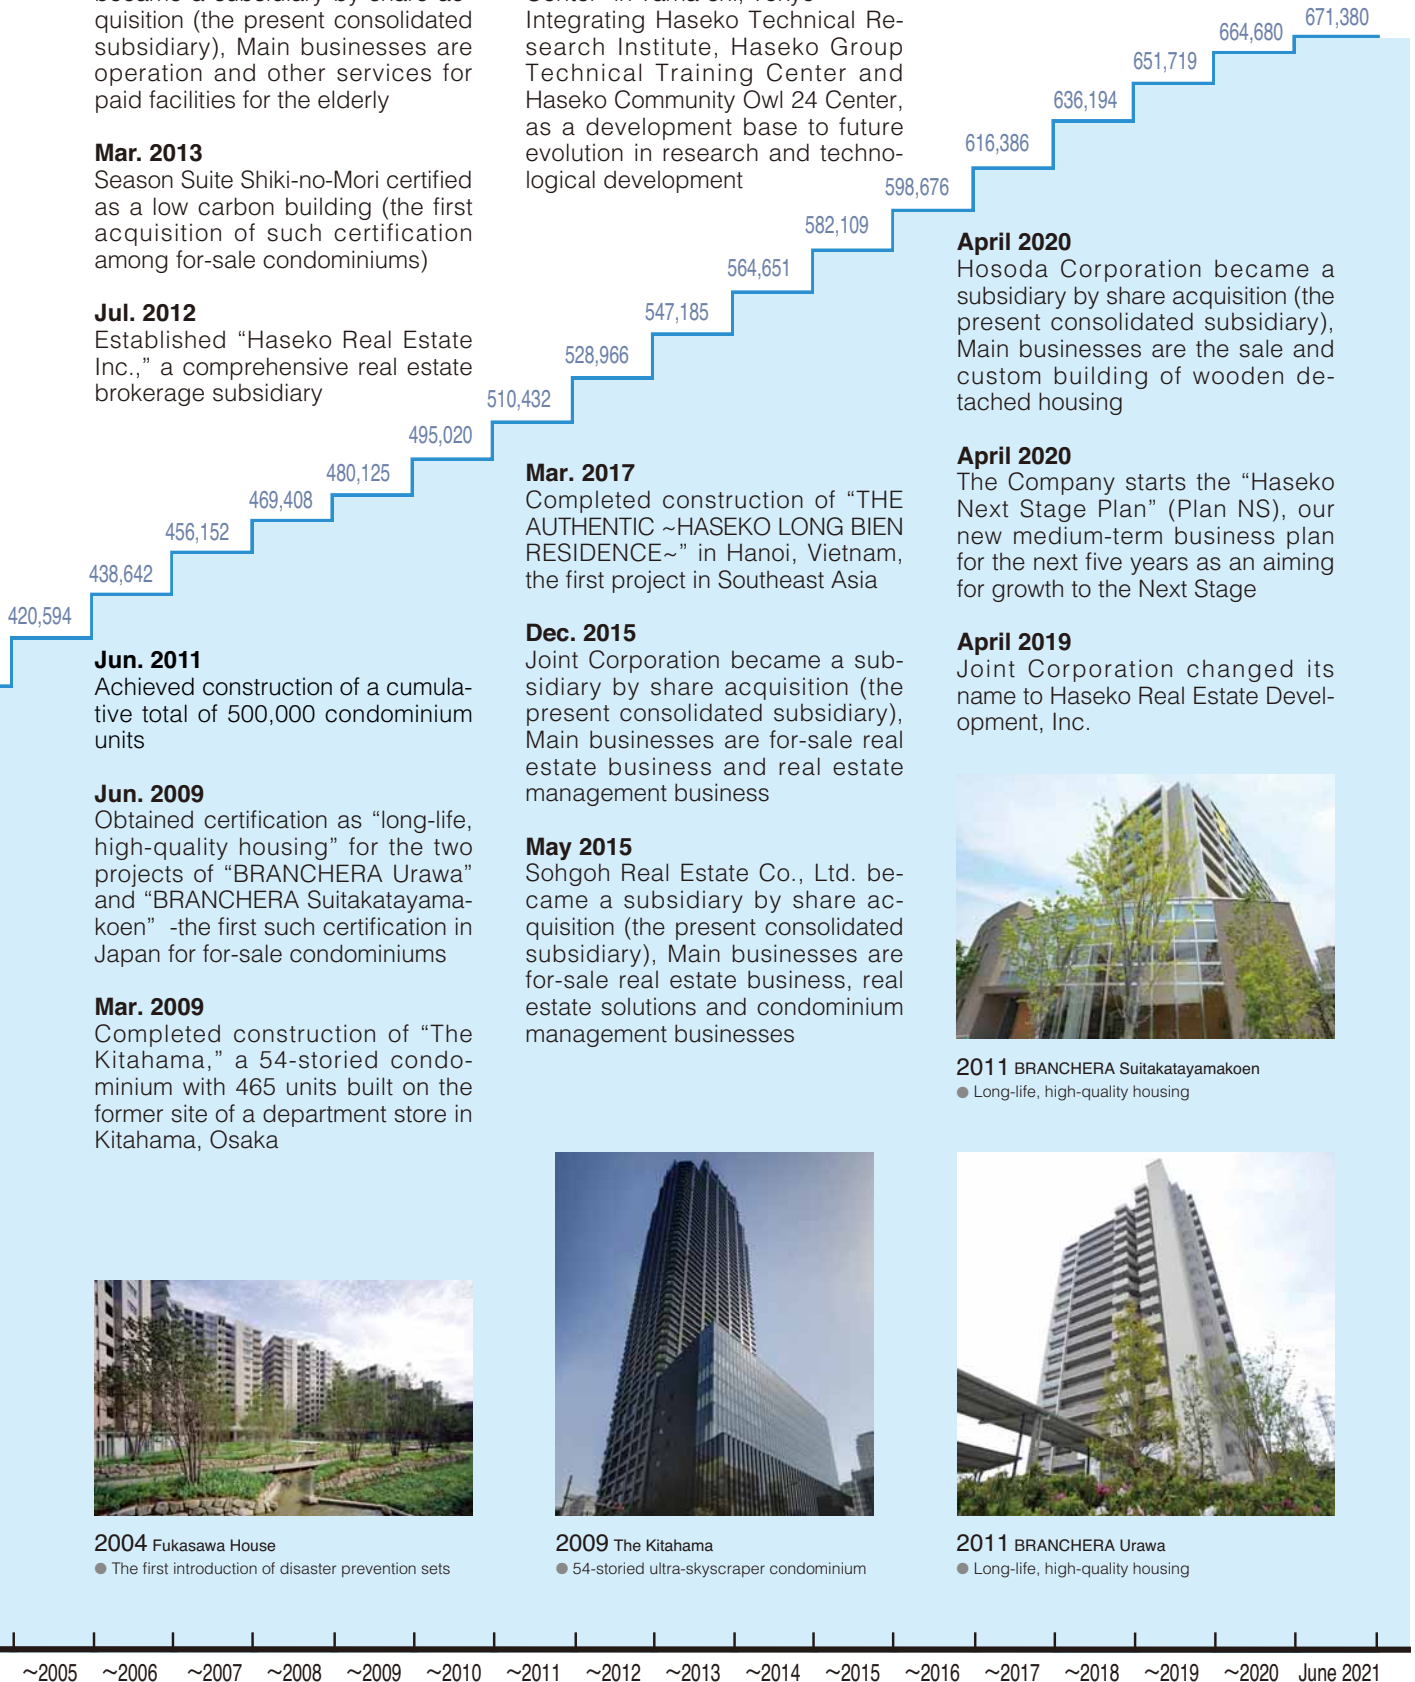 quisition (the present consolidated
subsidiary), Main businesses are
operation and other services for
paid facilities for the elderly
Mar. 2013
Season Suite Shiki-no-Mori certified
as a low carbon building (the first
acquisition of such certification
among for-sale condominiums)
Jul. 2012
Established “Haseko Real Estate
Inc.,” a comprehensive real estate
brokerage subsidiary
Jun. 2011
Achieved construction of a cumula-
tive total of 500,000 condominium
units
Jun. 2009
Obtained certification as “long-life,
high-quality housing” for the two
projects of “BRANCHERA Urawa”
and “BRANCHERA Suitakatayama-
koen” -the first such certification in
Japan for for-sale condominiums
Mar. 2009
Completed construction of “The
Kitahama,” a 54-storied condo-
minium with 465 units built on the
former site of a department store in
Kitahama, Osaka
2004 Fukasawa House
● The first introduction of disaster prevention sets
Integrating Haseko Technical Re-
search Institute, Haseko Group
Technical Training Center and
Haseko Community Owl 24 Center,
as a development base to future
evolution in research and techno-
logical development
Mar. 2017
Completed construction of “THE
AUTHENTIC ~HASEKO LONG BIEN
RESIDENCE~” in Hanoi, Vietnam,
the first project in Southeast Asia
Dec. 2015
Joint Corporation became a sub-
sidiary by share acquisition (the
present consolidated subsidiary),
Main businesses are for-sale real
estate business and real estate
management business
May 2015
Sohgoh Real Estate Co., Ltd. be-
came a subsidiary by share ac-
quisition (the present consolidated
subsidiary), Main businesses are
for-sale real estate business, real
estate solutions and condominium
management businesses
2009 The Kitahama
● 54-storied ultra-skyscraper condominium
April 2020
Hosoda Corporation became a
subsidiary by share acquisition (the
present consolidated subsidiary),
Main businesses are the sale and
custom building of wooden de-
tached housing
April 2020
The Company starts the “Haseko
Next Stage Plan” (Plan NS), our
new medium-term business plan
for the next five years as an aiming
for growth to the Next Stage
April 2019
Joint Corporation changed its
name to Haseko Real Estate Devel-
opment, Inc.
2011 BRANCHERA Suitakatayamakoen
● Long-life, high-quality housing
2011 BRANCHERA Urawa
● Long-life, high-quality housing
420,594
438,642
456,152
469,408
480,125
495,020
510,432
528,966
547,185
564,651
582,109
598,676
616,386
636,194
651,719
664,680
671,380
~2005 ~2006 ~2007 ~2008 ~2009 ~2010 ~2011 ~2012 ~2013 ~2014 ~2015 ~2016 ~2017 ~2018 ~2019 ~2020 June 2021